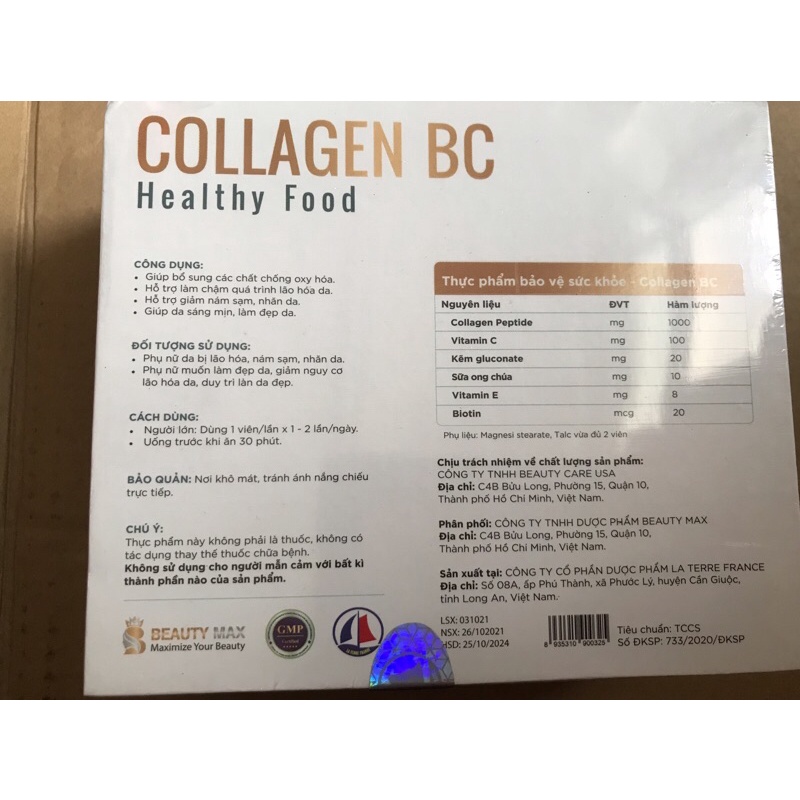 COLLAGEN BC
Healthy Food
CÔNG DỤNG:
• Giúp bổ sung các chất chống oxy hóa.
• Hỗ trợ làm chậm quá trình lão hóa da.
• Hỗ trợ giảm nám sạm, nhăn da.
• Giúp da sáng mịn, làm đẹp da.
ĐỐI TƯỢNG SỬ DỤNG:
• Phụ nữ da bị lão hóa, nám sạm, nhăn da.
• Phụ nữ muốn làm đẹp da, giảm nguy cơ
lão hóa da, duy trì làn da đẹp.
CÁCH DÙNG:
• Người lớn: Dùng 1 viên/lần x 1 - 2 lần/ngày.
• Uống trước khi ăn 30 phút.
BẢO QUẢN: Nơi khô mát, tránh ánh nắng chiếu
trực tiếp.
CHÚ Ý:
Thực phẩm này không phải là thuốc, không có
tác dụng thay thế thuốc chữa bệnh.
Không sử dụng cho người mẫn cảm với bất kì
thành phần nào của sản phẩm.
BEAUTY MAX
Maximize Your Beauty
GMP
Certified
Thực phẩm bảo vệ sức khỏe - Collagen BC
Nguyên liệu ĐVT Hàm lượng
Collagen Peptide mg 1000
Vitamin C mg 100
Kẽm gluconate mg 20
Sữa ong chúa mg 10
Vitamin E mg 8
Biotin mcg 20
Phụ liệu: Magnesi stearate, Talc vừa đủ 2 viên
Chịu trách nhiệm về chất lượng sản phẩm:
CÔNG TY TNHH BEAUTY CARE USA
Địa chỉ: C4B Bửu Long, Phường 15, Quận 10,
Thành phố Hồ Chí Minh, Việt Nam.
Phân phối: CÔNG TY TNHH DƯỢC PHẨM BEAUTY MAX
Địa chỉ: C4B Bửu Long, Phường 15, Quận 10,
Thành phố Hồ Chí Minh, Việt Nam.
Sản xuất tại: CÔNG TY CỔ PHẦN DƯỢC PHẨM LA TERRE FRANCE
Địa chỉ: Số 08A, ấp Phú Thành, xã Phước Lý, huyện Cần Giuộc,
tỉnh Long An, Việt Nam.
LSX: 031021
NSX: 26/102021
HSD: 25/10/2024
8 935310 900325
Tiêu chuẩn: TCCS
Số ĐKSP: 733/2020/ĐKSP